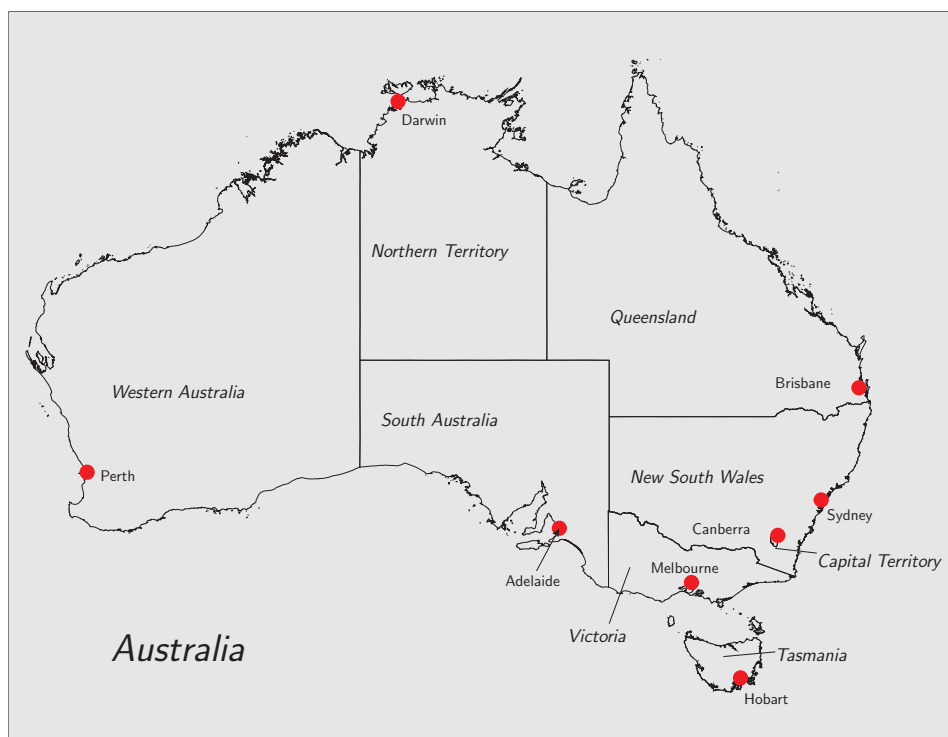 Darwin
Northern Territory
Queensland
Western Australia
Brisbane
South Australia
Perth
New South Wales
Sydney
Canberra
Capital Territory
Melbourne
Adelaide
Victoria
Australia
Tasmania
Hobart